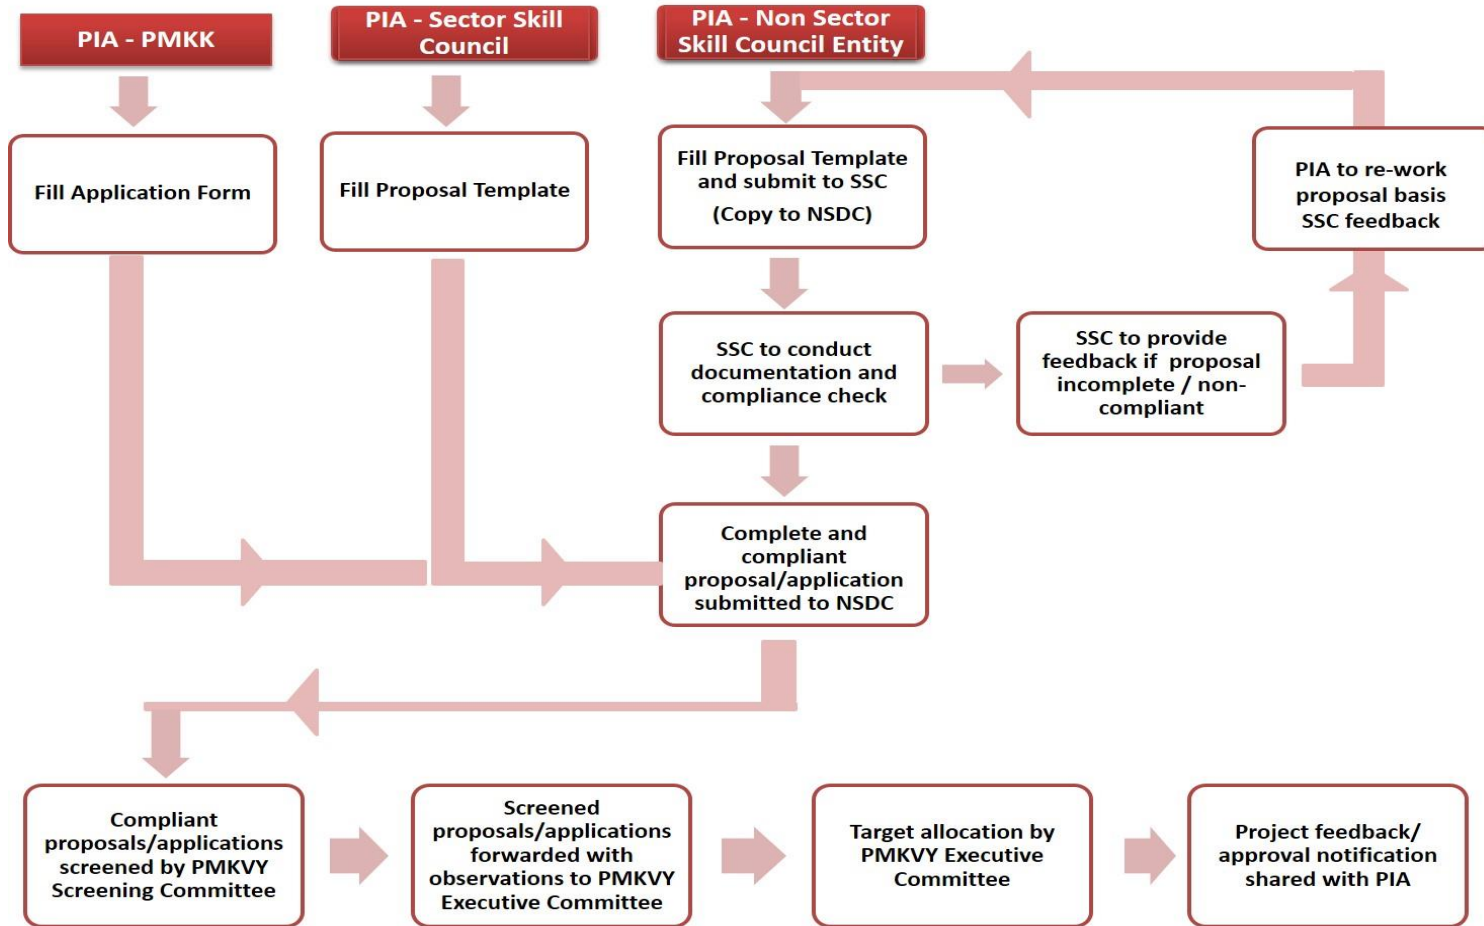 PIA - PMKK
PIA - Sector Skill
Council
PIA - Non Sector
Skill Council Entity
Fill Application Form
Fill Proposal Template
Fill Proposal Template
and submit to SSC
(Copy to NSDC)
PIA to re-work
proposal basis
SSC feedback
SSC to conduct
documentation and
compliance check
SSC to provide
feedback if proposal
incomplete / non-
compliant
Complete and
compliant
proposal/application
submitted to NSDC
Compliant
proposals/applications
screened by PMKVY
Screening Committee
Screened
proposals/applications
forwarded with
observations to PMKVY
Executive Committee
Target allocation by
PMKVY Executive
Committee
Project feedback/
approval notification
shared with PIA